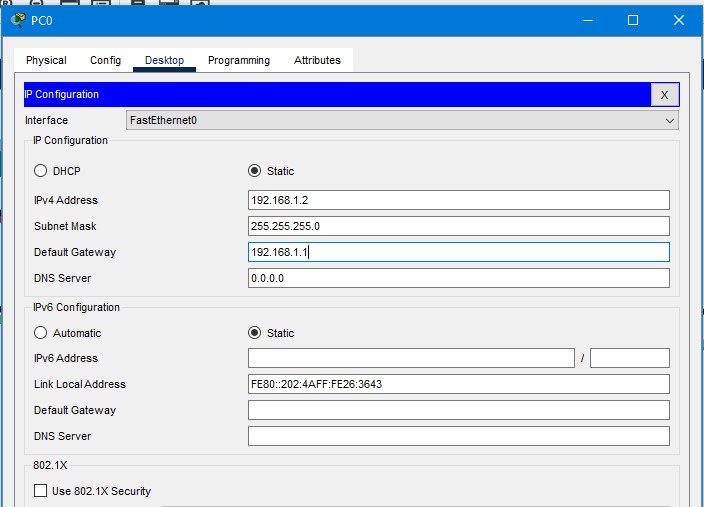 PC0
Physical Config Desktop Programming Attributes
IP Configuration X
Interface FastEthernet0
IP Configuration
DHCP Static
IPv4 Address 192.168.1.2
Subnet Mask 255.255.255.0
Default Gateway 192.168.1.1
DNS Server 0.0.0.0
IPv6 Configuration
Automatic Static
IPv6 Address /
Link Local Address FE80::202:4AFF:FE26:3643
Default Gateway
DNS Server
802.1X
Use 802.1X Security